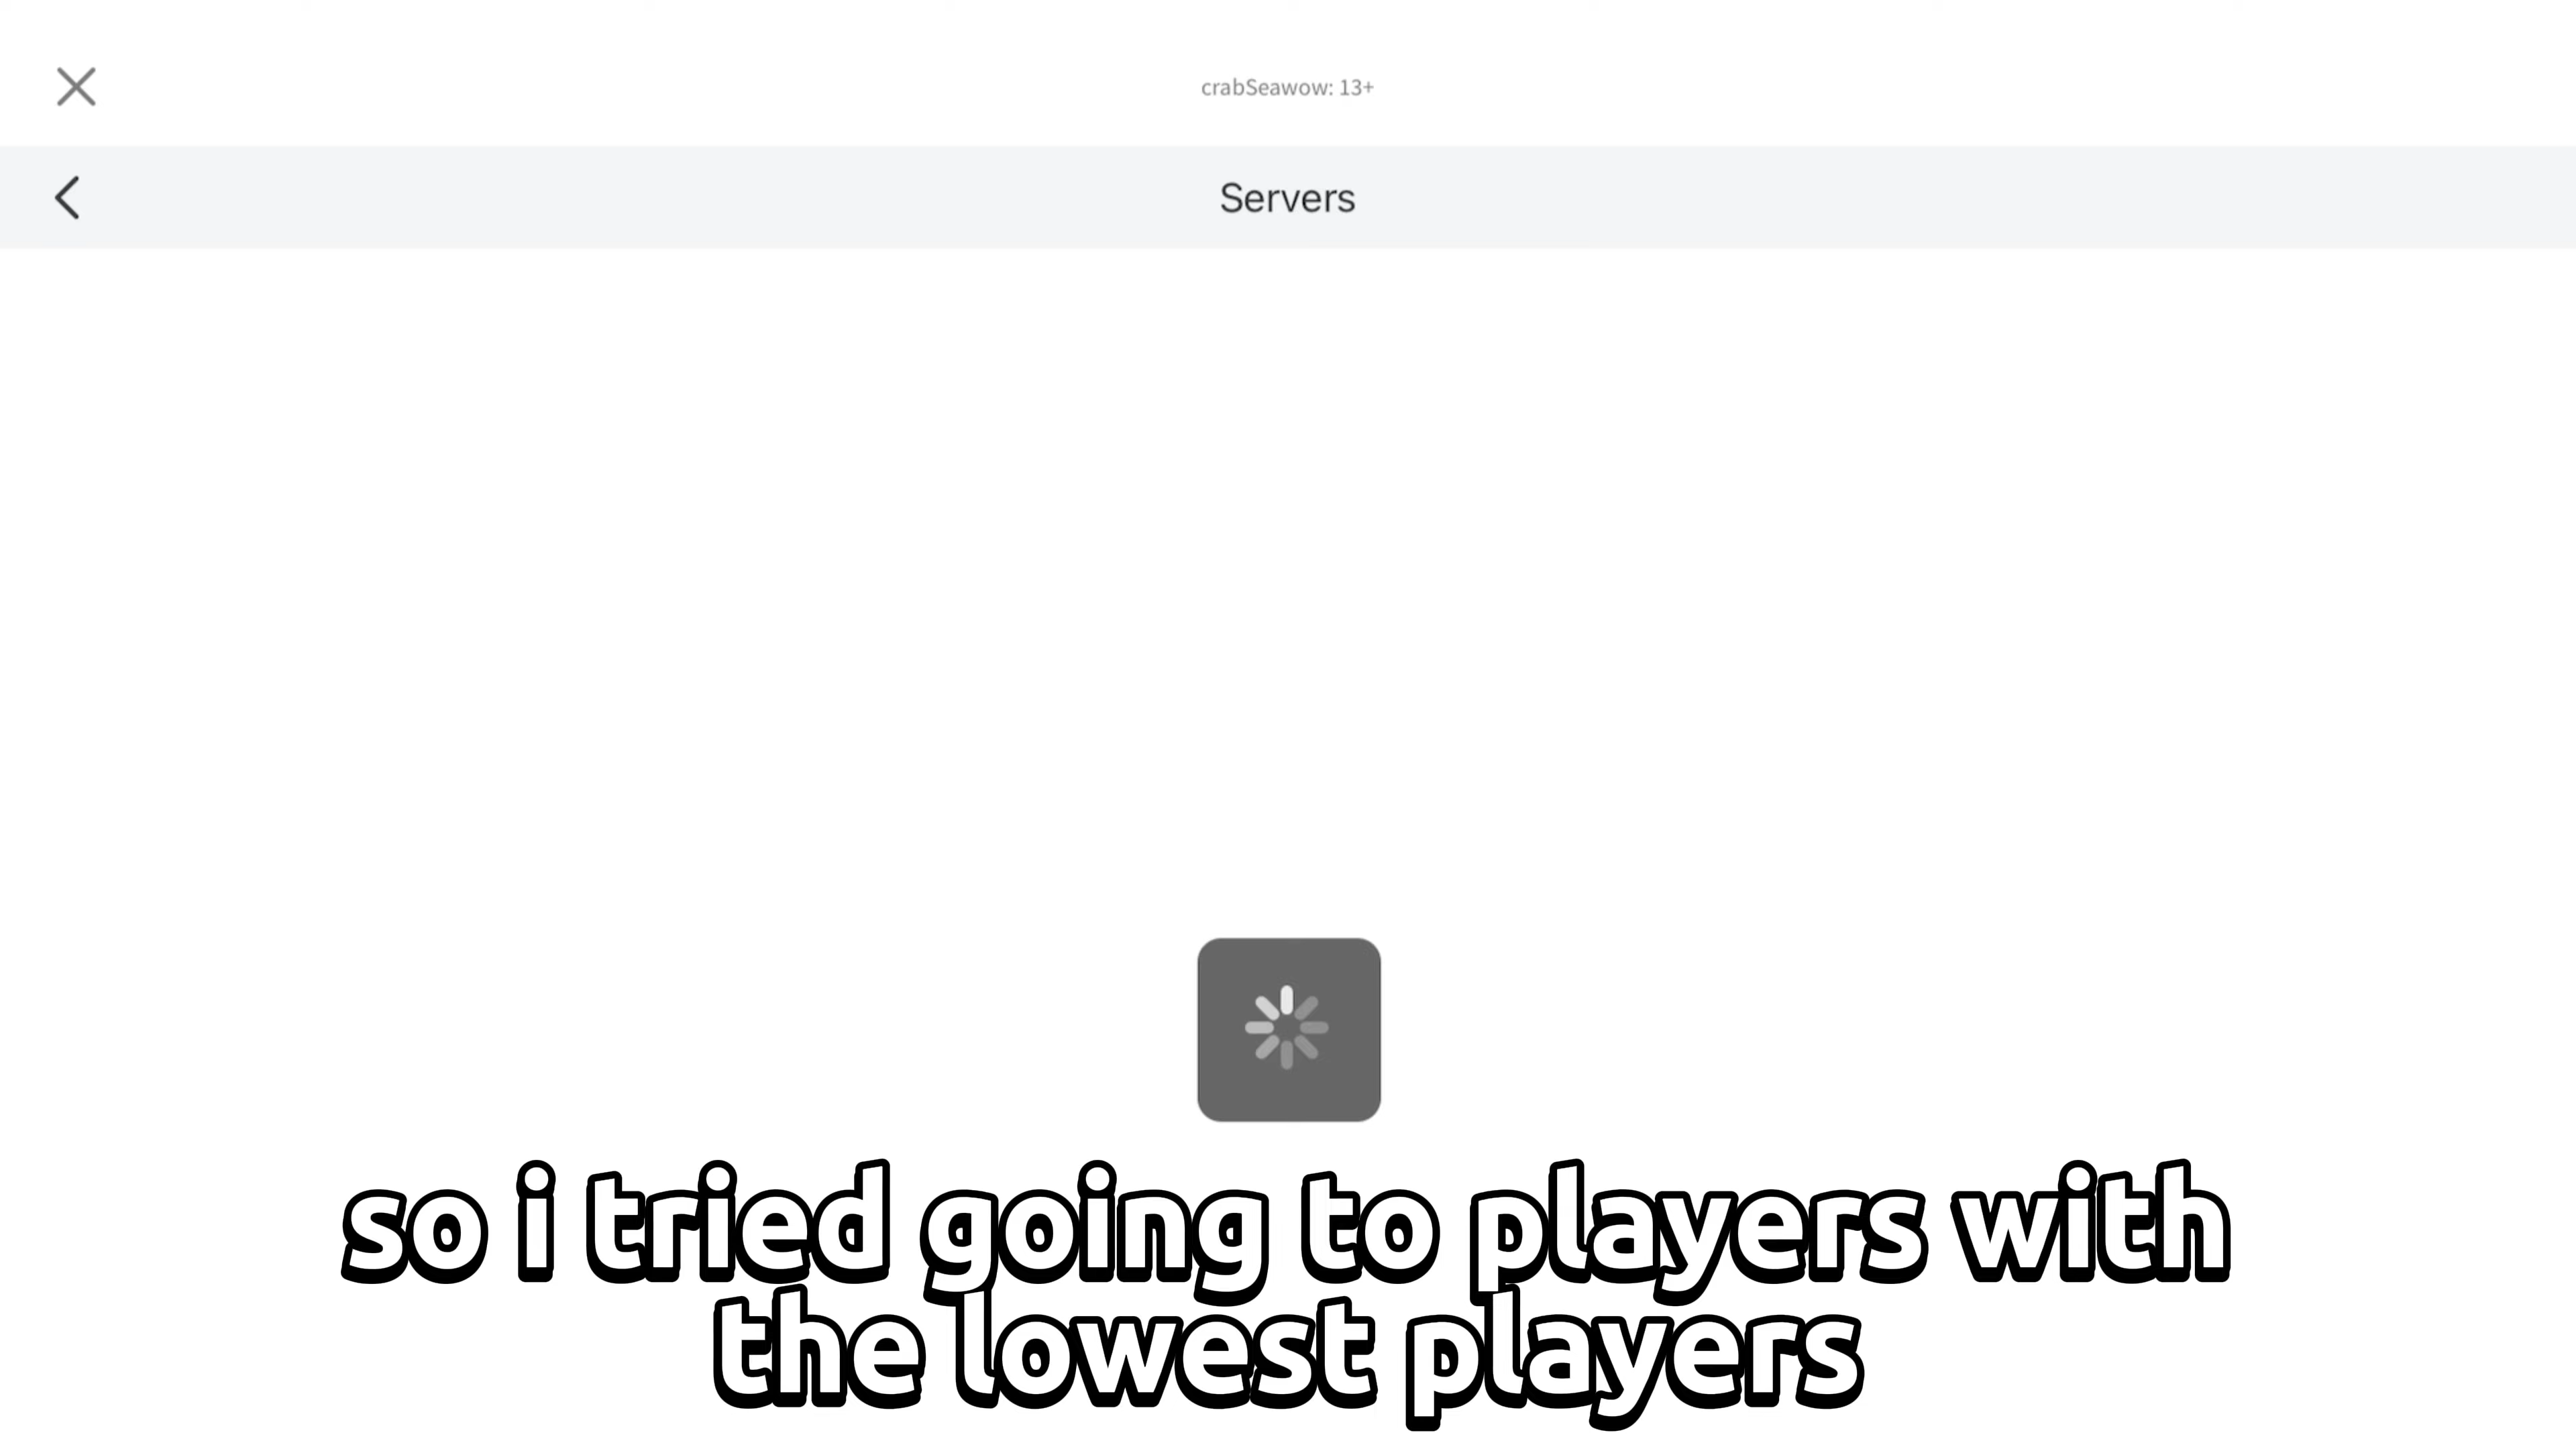 crabSeawow: 13+
Servers
so i tried going to players with
the lowest players